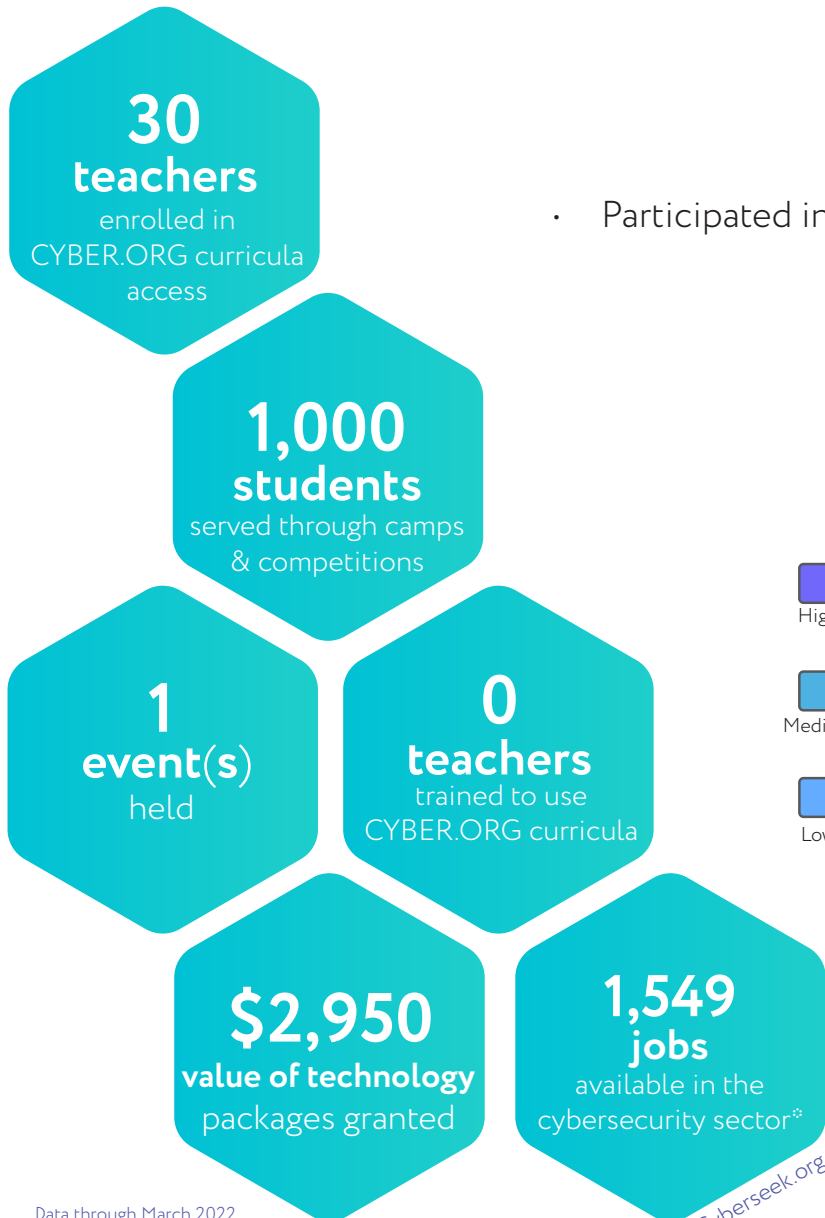 30
teachers
enrolled in
CYBER.ORG curricula
access
• Participated in
1,000
students
served through camps
& competitions
1
event(s)
held
0
teachers
trained to use
CYBER.ORG curricula
$2,950
value of technology
packages granted
1,549
jobs
available in the
cybersecurity sector*
Data through March 2022